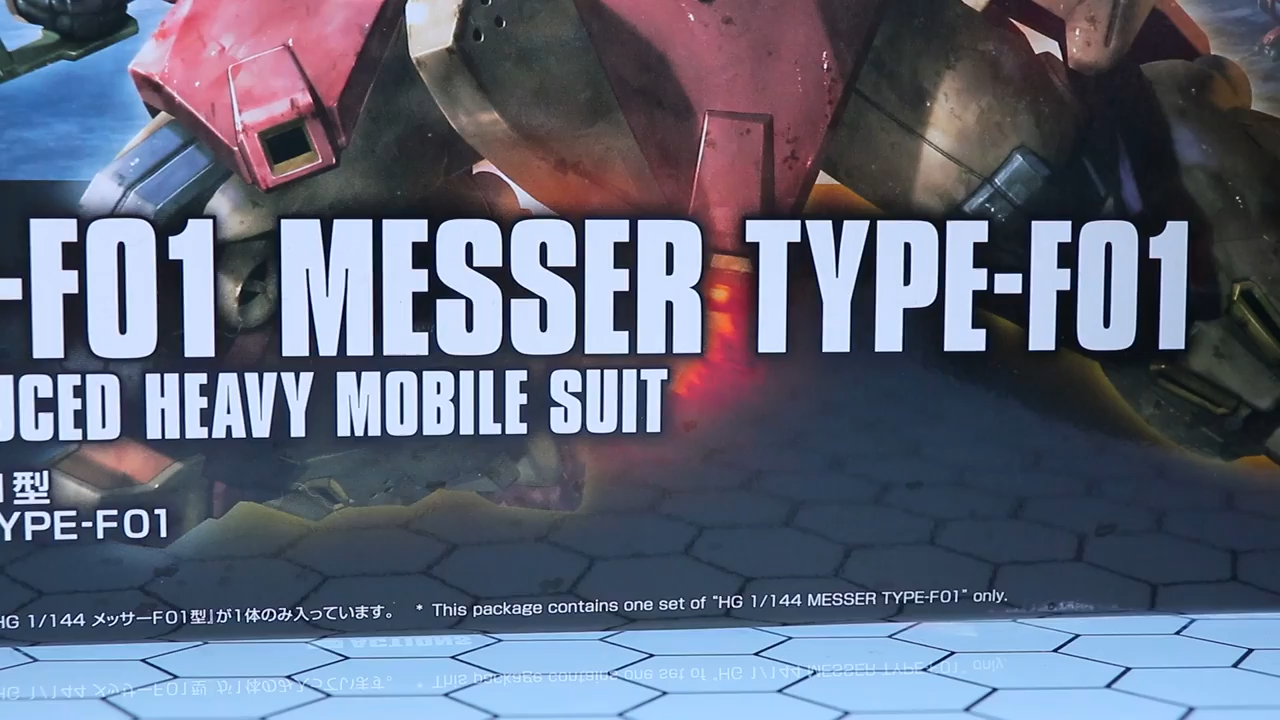 -F01 MESSER TYPE-F01
UCED HEAVY MOBILE SUIT
1型
YPE-F01
HG 1/144 メッサーF01型」が1体のみ入っています。 * This package contains one set of "HG 1/144 MESSER TYPE-F01" only.